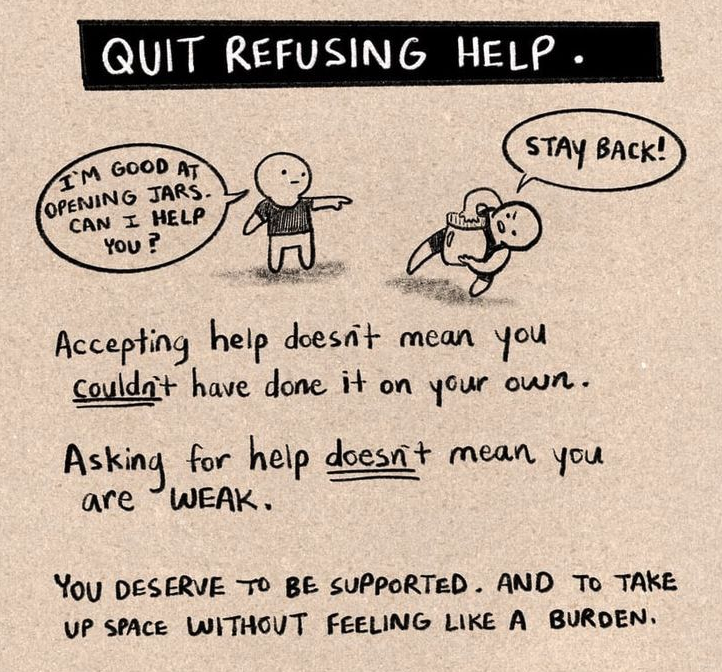 QUIT REFUSING HELP.
I'M GOOD AT
OPENING JARS.
CAN I HELP
YOU?
STAY BACK!
Accepting help doesn't mean you
couldn't have done it on your own.
Asking for help doesn't mean you
are WEAK.
YOU DESERVE TO BE SUPPORTED. AND TO TAKE
UP SPACE WITHOUT FEELING LIKE A BURDEN.